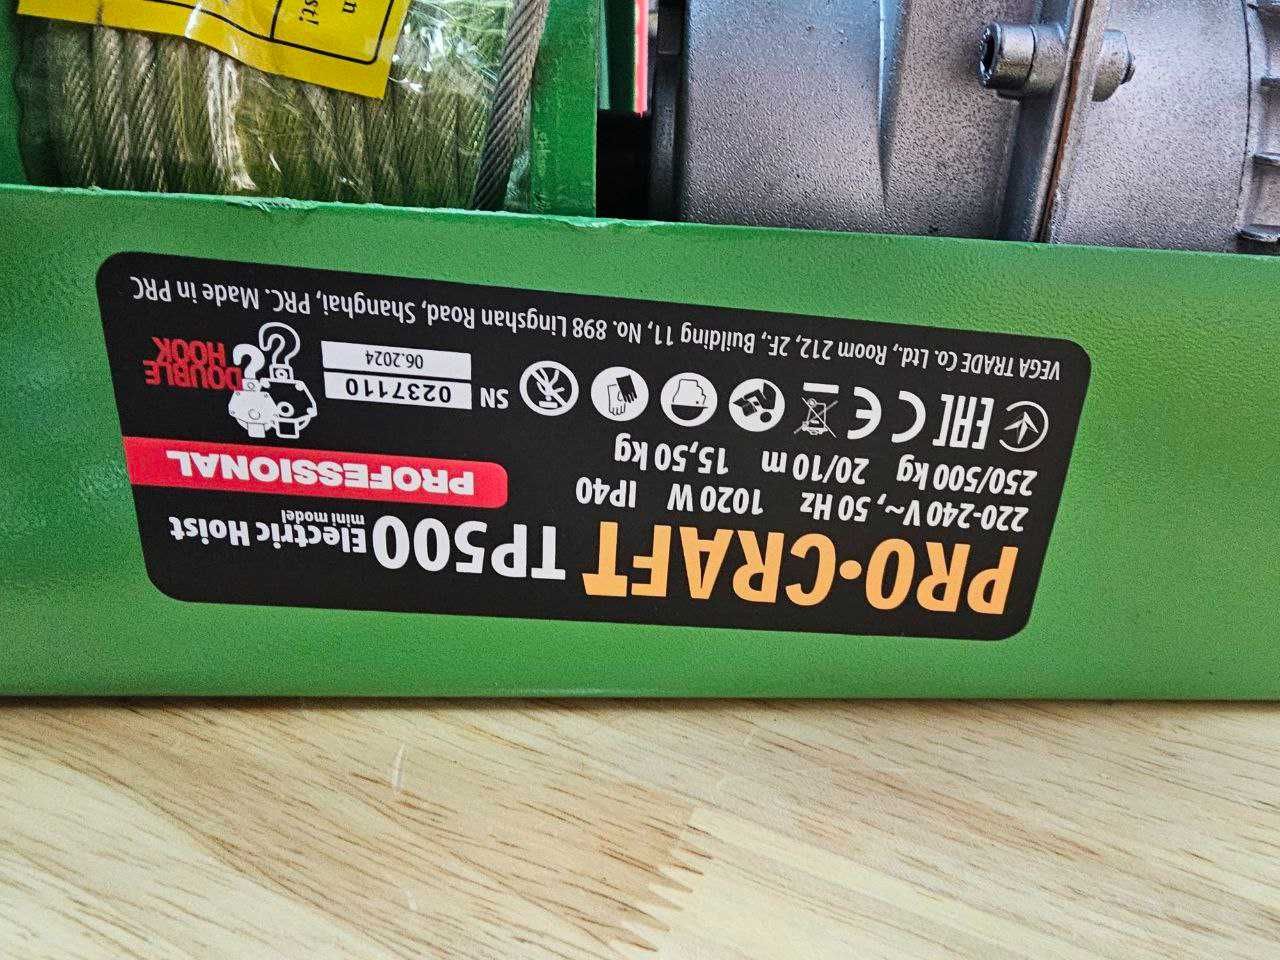 PRO•CRAFT TP500 Electric Hoist
mini model
220-240 V~, 50 Hz 1020 W IP40
PROFESSIONAL
250/500 kg 20/10 m 15,50 kg
EAC CE
SN 0237110
06.2024
DOUBLE
HOOK
VEGA TRADE Co. Ltd., Room 212, 2F., Building 11, No. 898 Lingshan Road, Shanghai, PRC. Made in PRC